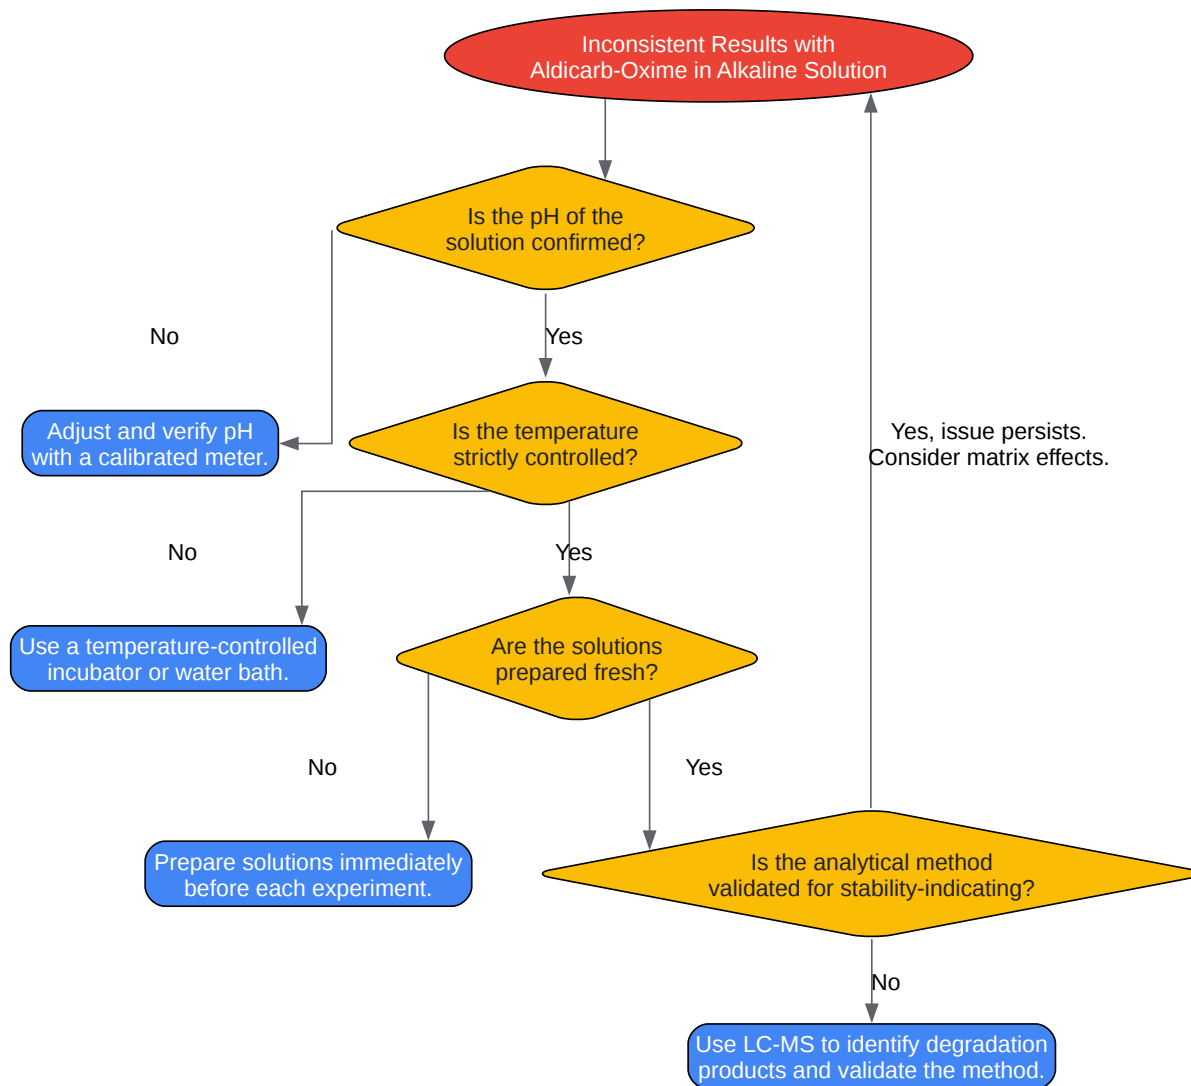 Inconsistent Results with
Aldicarb-Oxime in Alkaline Solution
Is the pH of the
solution confirmed?
No
Yes
Adjust and verify pH
with a calibrated meter.
Is the temperature
strictly controlled?
Yes, issue persists.
Consider matrix effects.
No
Yes
Use a temperature-controlled
incubator or water bath.
Are the solutions
prepared fresh?
No
Yes
Prepare solutions immediately
before each experiment.
Is the analytical method
validated for stability-indicating?
No
Use LC-MS to identify degradation
products and validate the method.